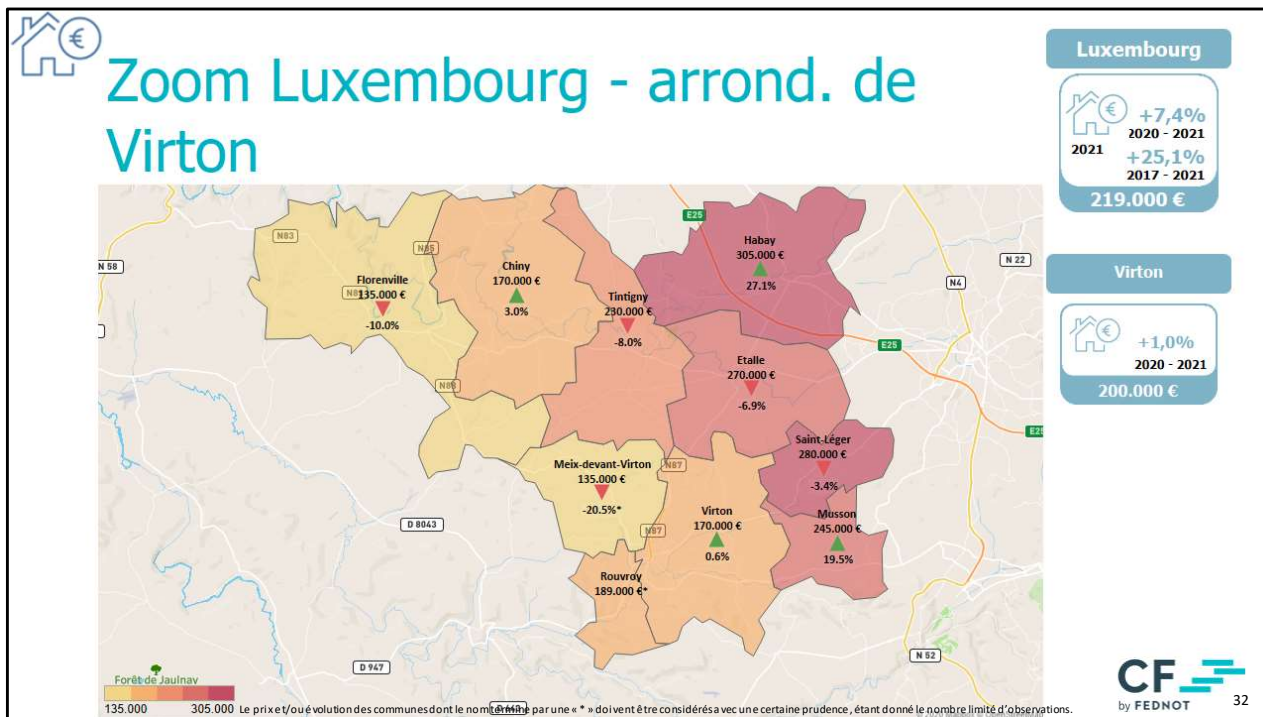 Zoom Luxembourg - arrond. de
Virton
Luxembourg
€
+7,4%
2020 - 2021
2021
+25,1%
2017 - 2021
219.000 €
Virton
€
+1,0%
2020 - 2021
200.000 €
E25
Habay
305.000 €
27.1%
N83
N85
N 58
N 22
Chiny
170.000 €
3.0%
Florenville
135.000 €
-10.0%
N4
Tintigny
230.000 €
-8.0%
E25
Etalle
270.000 €
-6.9%
N88
E25
Saint-Léger
280.000 €
-3.4%
Meix-devant-Virton
135.000 €
-20.5%*
N87
Musson
245.000 €
19.5%
Virton
170.000 €
0.6%
D 8043
N87
Rouvroy
189.000 €*
N 52
D 947
Forêt de Jaulnay
135.000 305.000
Le prix et/ou évolution des communes dont le nom termine par une « * » doivent être considérés avec une certaine prudence, étant donné le nombre limité d'observations.
CF
by FEDNOT
32